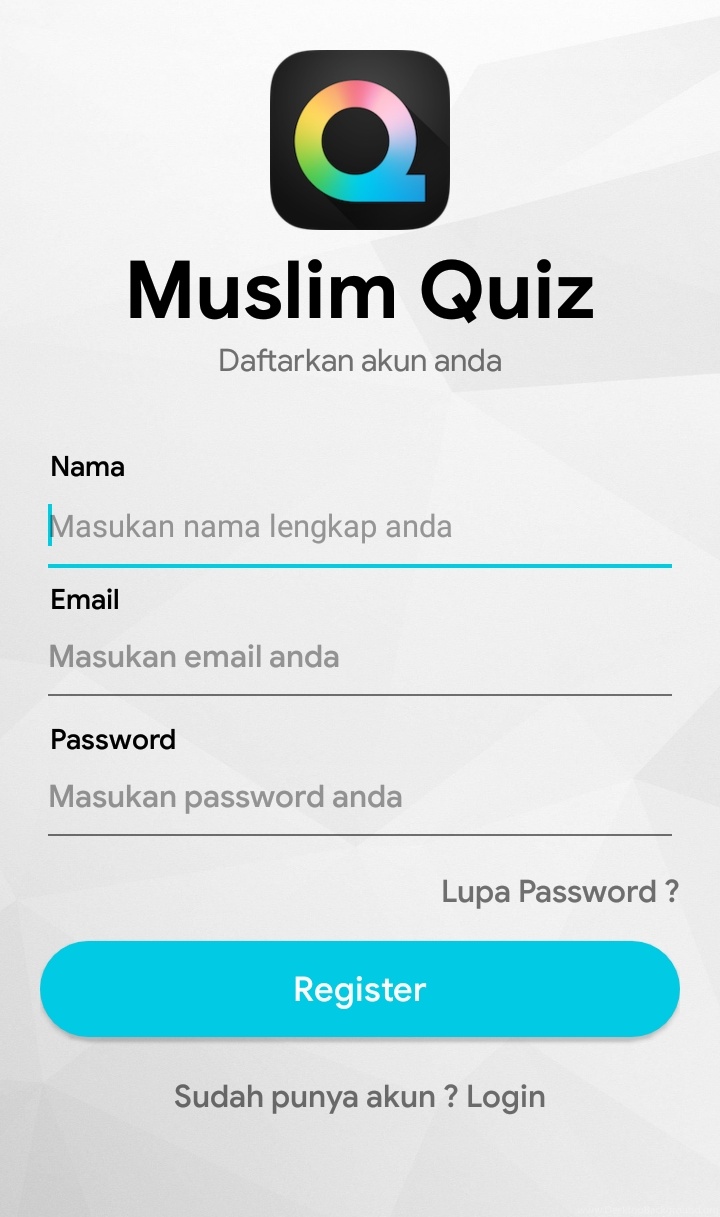 Muslim Quiz
Daftarkan akun anda
Nama
Masukan nama lengkap anda
Email
Masukan email anda
Password
Masukan password anda
Lupa Password ?
Register
Sudah punya akun ? Login